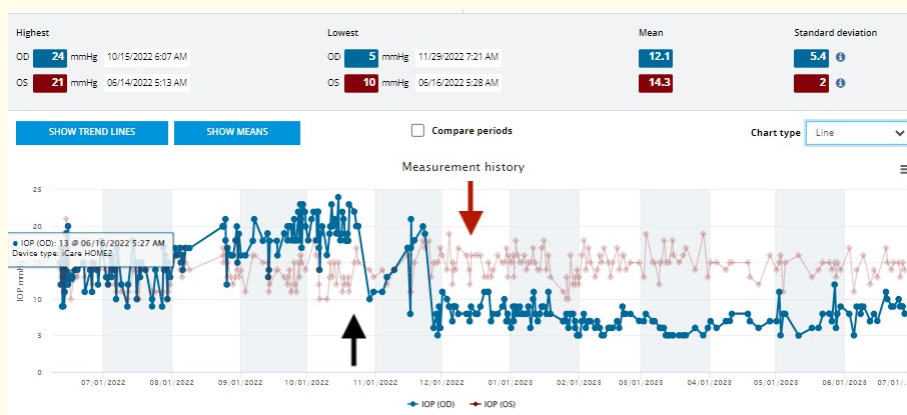 Highest Lowest Mean Standard deviation
OD 24 mmHg 10/15/2022 6:07 AM OD 5 mmHg 11/29/2022 7:21 AM 12.1 5.4
OS 21 mmHg 06/14/2022 5:13 AM OS 10 mmHg 06/16/2022 5:28 AM 14.3 2
SHOW TREND LINES SHOW MEANS Compare periods Chart type Line
Measurement history
25
20
IOP (OD): 13 @ 06/16/2022 5:27 AM
Device type: iCare HOME2
15
IOP mmH
10
5
0
07/01/2022 08/01/2022 09/01/2022 10/01/2022 11/01/2022 12/01/2022 01/01/2023 02/01/2023 03/01/2023 04/01/2023 05/01/2023 06/01/2023 07/01/...
IOP (OD) IOP (OS)